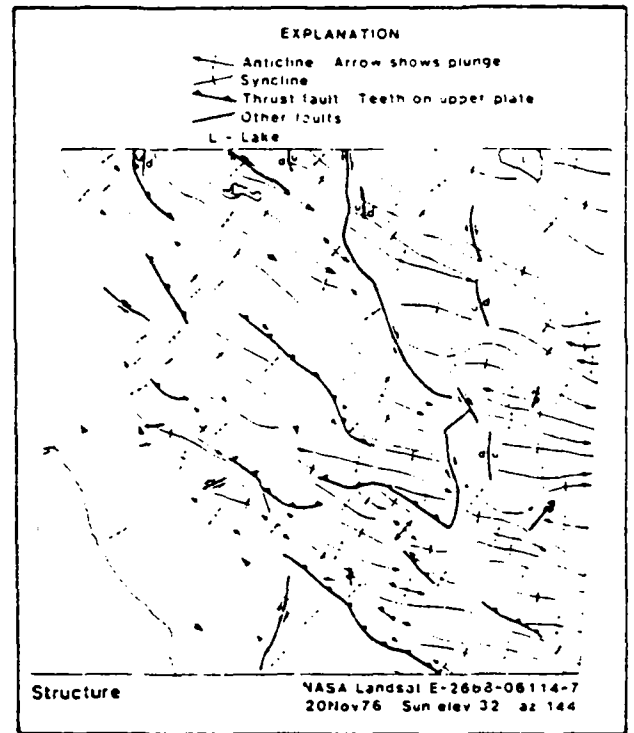 EXPLANATION
Anticline Arrow shows plunge
Syncline
Thrust fault Teeth on upper plate
Other faults
L - Lake
Structure
NASA Landsat E-2668-06114-7
20Nov76 Sun elev 32 az 144